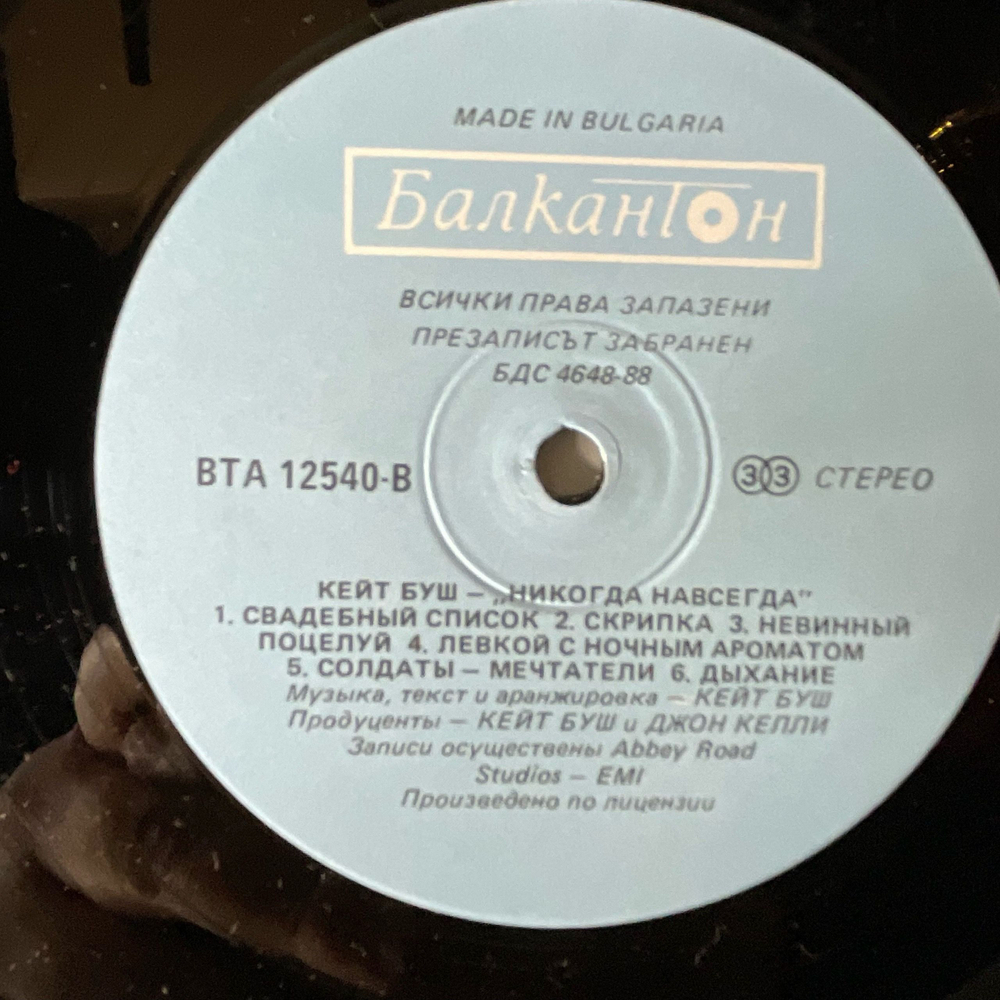 MADE IN BULGARIA
Балкантон
ВСИЧКИ ПРАВА ЗАПАЗЕНИ
ПРЕЗАПИСЪТ ЗАБРАНЕН
БДС 4648-88
ВТА 12540-В
33 СТЕРЕО
КЕЙТ БУШ – „НИКОГДА НАВСЕГДА"
1. СВАДЕБНЫЙ СПИСОК 2. СКРИПКА 3. НЕВИННЫЙ
ПОЦЕЛУЙ 4. ЛЕВКОЙ С НОЧНЫМ АРОМАТОМ
5. СОЛДАТЫ – МЕЧТАТЕЛИ 6. ДЫХАНИЕ
Музыка, текст и аранжировка – КЕЙТ БУШ
Продуценты – КЕЙТ БУШ и ДЖОН КЕЛЛИ
Записи осуществены Abbey Road
Studios – EMI
Произведено по лицензии